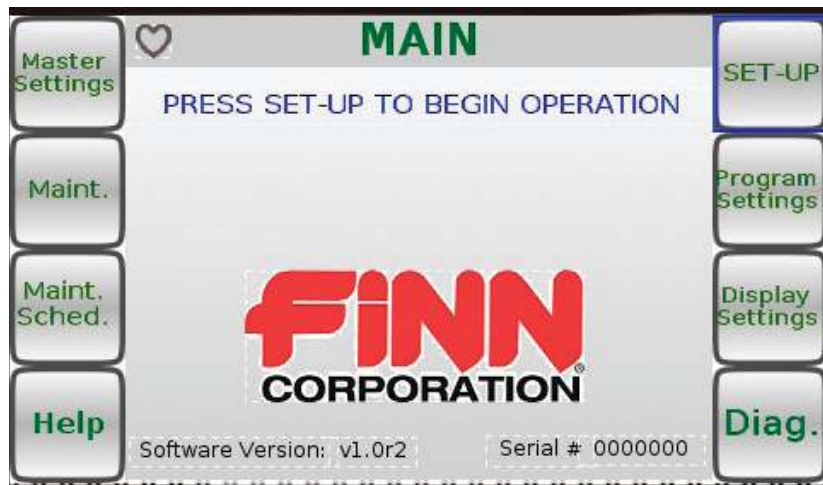 MAIN
Master
Settings
SET-UP
PRESS SET-UP TO BEGIN OPERATION
Maint.
Program
Settings
Maint.
Sched.
Display
Settings
FINN
CORPORATION
®
Help
Diag.
Software Version: v1.0r2
Serial # 0000000